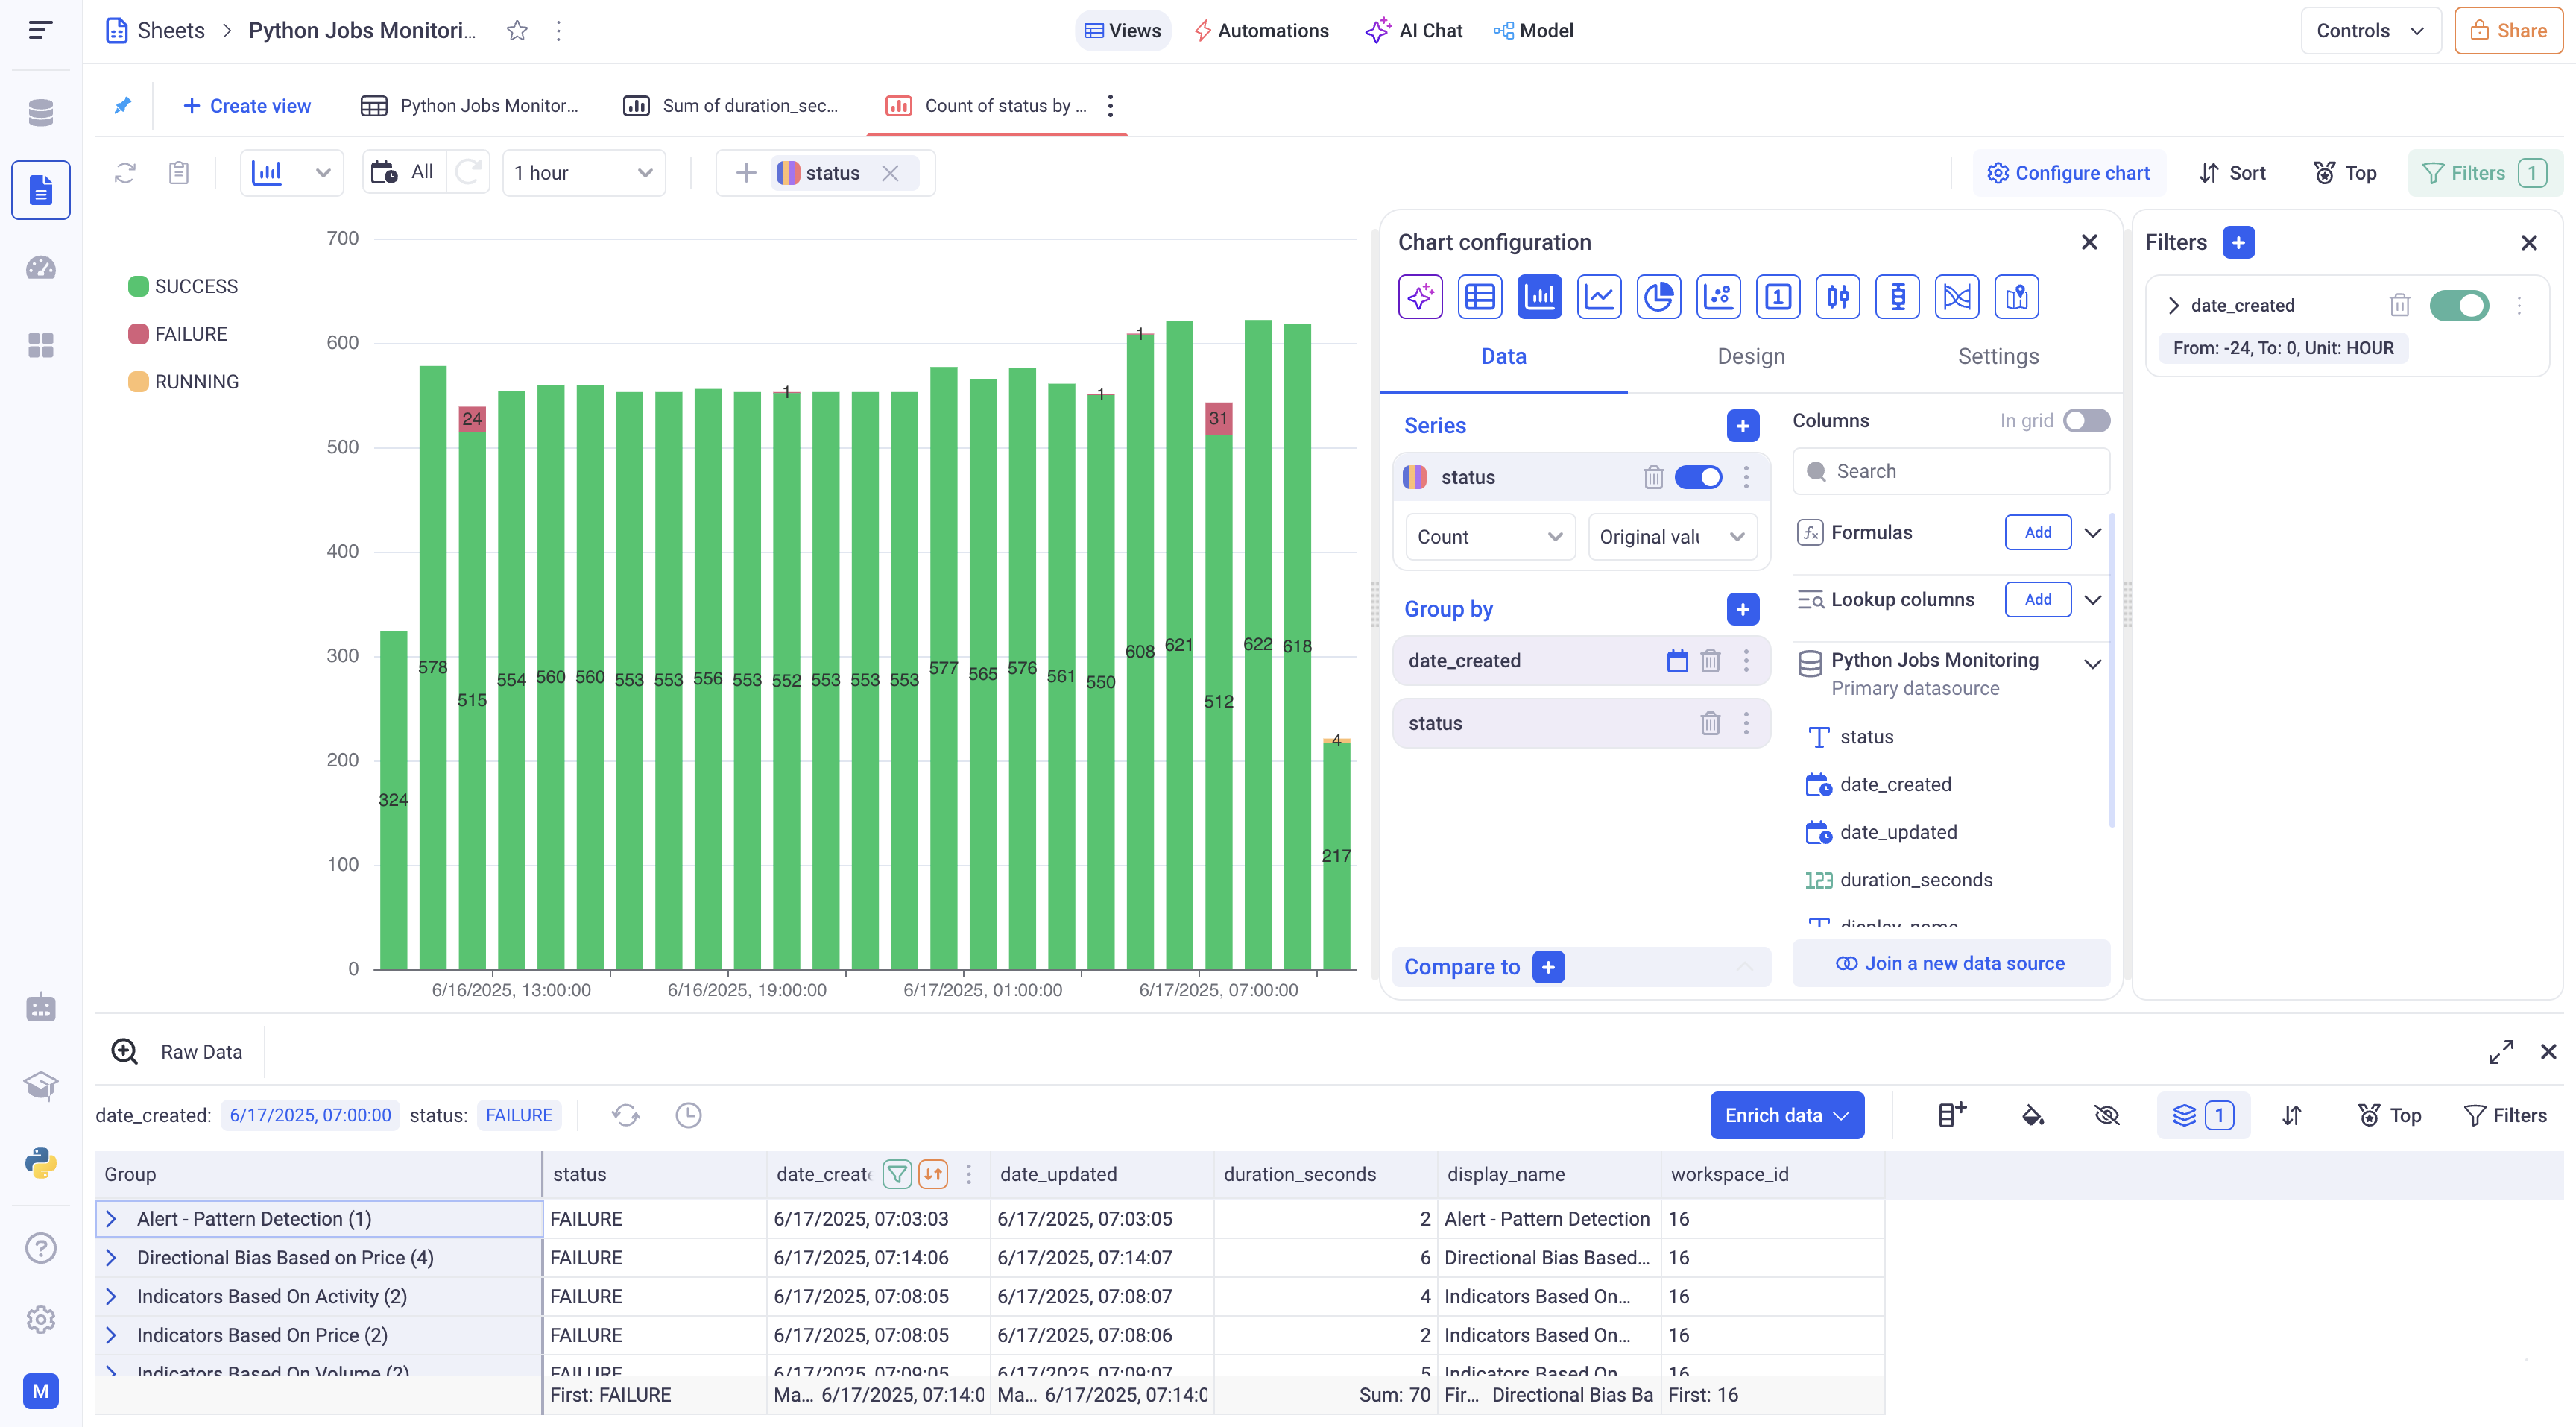 Sheets > Python Jobs Monitori...
Views
Automations
AI Chat
Model
Controls
Share
Create view
Python Jobs Monitor...
Sum of duration_sec...
Count of status by ...
All
1 hour
status
Configure chart
Sort
Top
Filters 1
SUCCESS
FAILURE
RUNNING
700
600
500
400
300
200
100
0
324
578
24
515
554
560
560
553
553
556
553
1
552
553
553
553
577
565
576
561
1
550
1
608
621
31
512
622
618
4
217
6/16/2025, 13:00:00
6/16/2025, 19:00:00
6/17/2025, 01:00:00
6/17/2025, 07:00:00
Chart configuration
1
Data
Design
Settings
Series
status
Count
Original valu
Group by
date_created
status
Compare to
Columns
In grid
Search
Formulas
Add
Lookup columns
Add
Python Jobs Monitoring
Primary datasource
status
date_created
date_updated
123 duration_seconds
display_name
Join a new data source
Filters
date_created
From: -24, To: 0, Unit: HOUR
Raw Data
date_created: 6/17/2025, 07:00:00 status: FAILURE
Enrich data
1
Top
Filters
Group status date_create date_updated duration_seconds display_name workspace_id
Alert - Pattern Detection (1) FAILURE 6/17/2025, 07:03:03 6/17/2025, 07:03:05 2 Alert - Pattern Detection 16
Directional Bias Based on Price (4) FAILURE 6/17/2025, 07:14:06 6/17/2025, 07:14:07 6 Directional Bias Based... 16
Indicators Based On Activity (2) FAILURE 6/17/2025, 07:08:05 6/17/2025, 07:08:07 4 Indicators Based On... 16
Indicators Based On Price (2) FAILURE 6/17/2025, 07:08:05 6/17/2025, 07:08:06 2 Indicators Based On... 16
Indicators Based On Volume (2) FAILURE 6/17/2025, 07:09:05 6/17/2025, 07:09:07 5 Indicators Based On 16
First: FAILURE Ma... 6/17/2025, 07:14:0 Ma... 6/17/2025, 07:14:0 Sum: 70 Fir... Directional Bias Ba First: 16
M